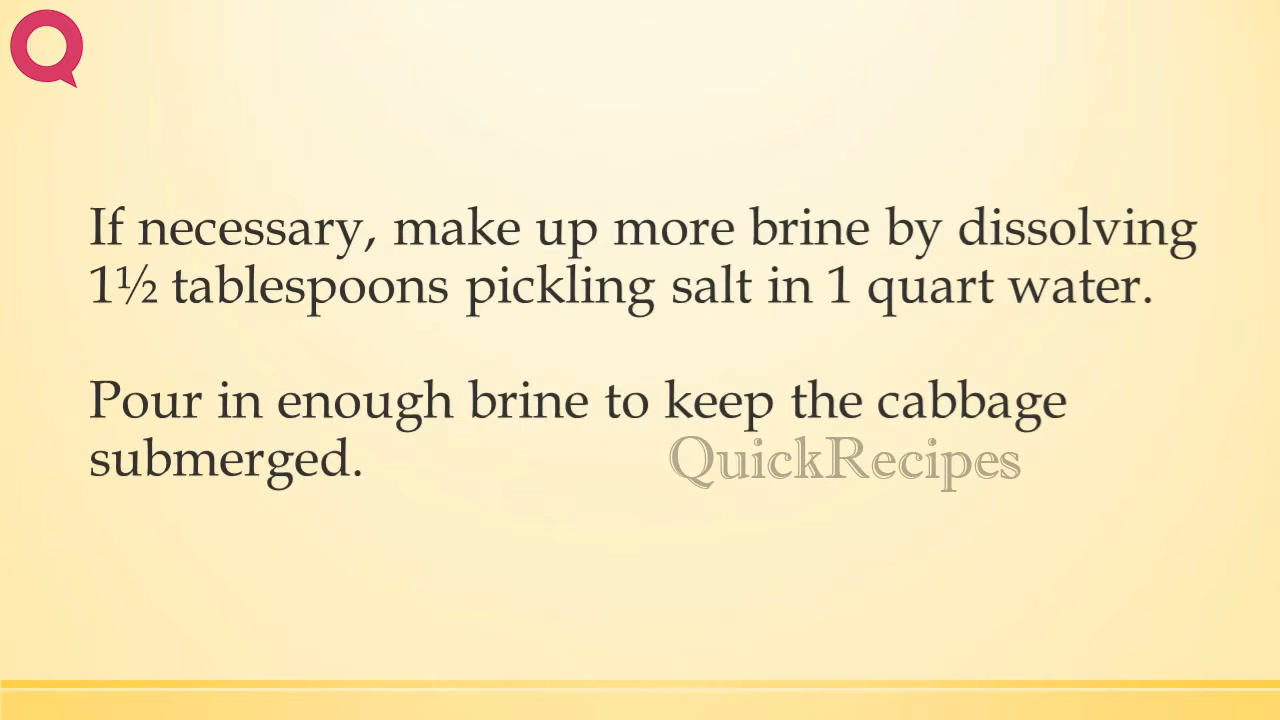 If necessary, make up more brine by dissolving
1½ tablespoons pickling salt in 1 quart water.
Pour in enough brine to keep the cabbage
submerged.
QuickRecipes